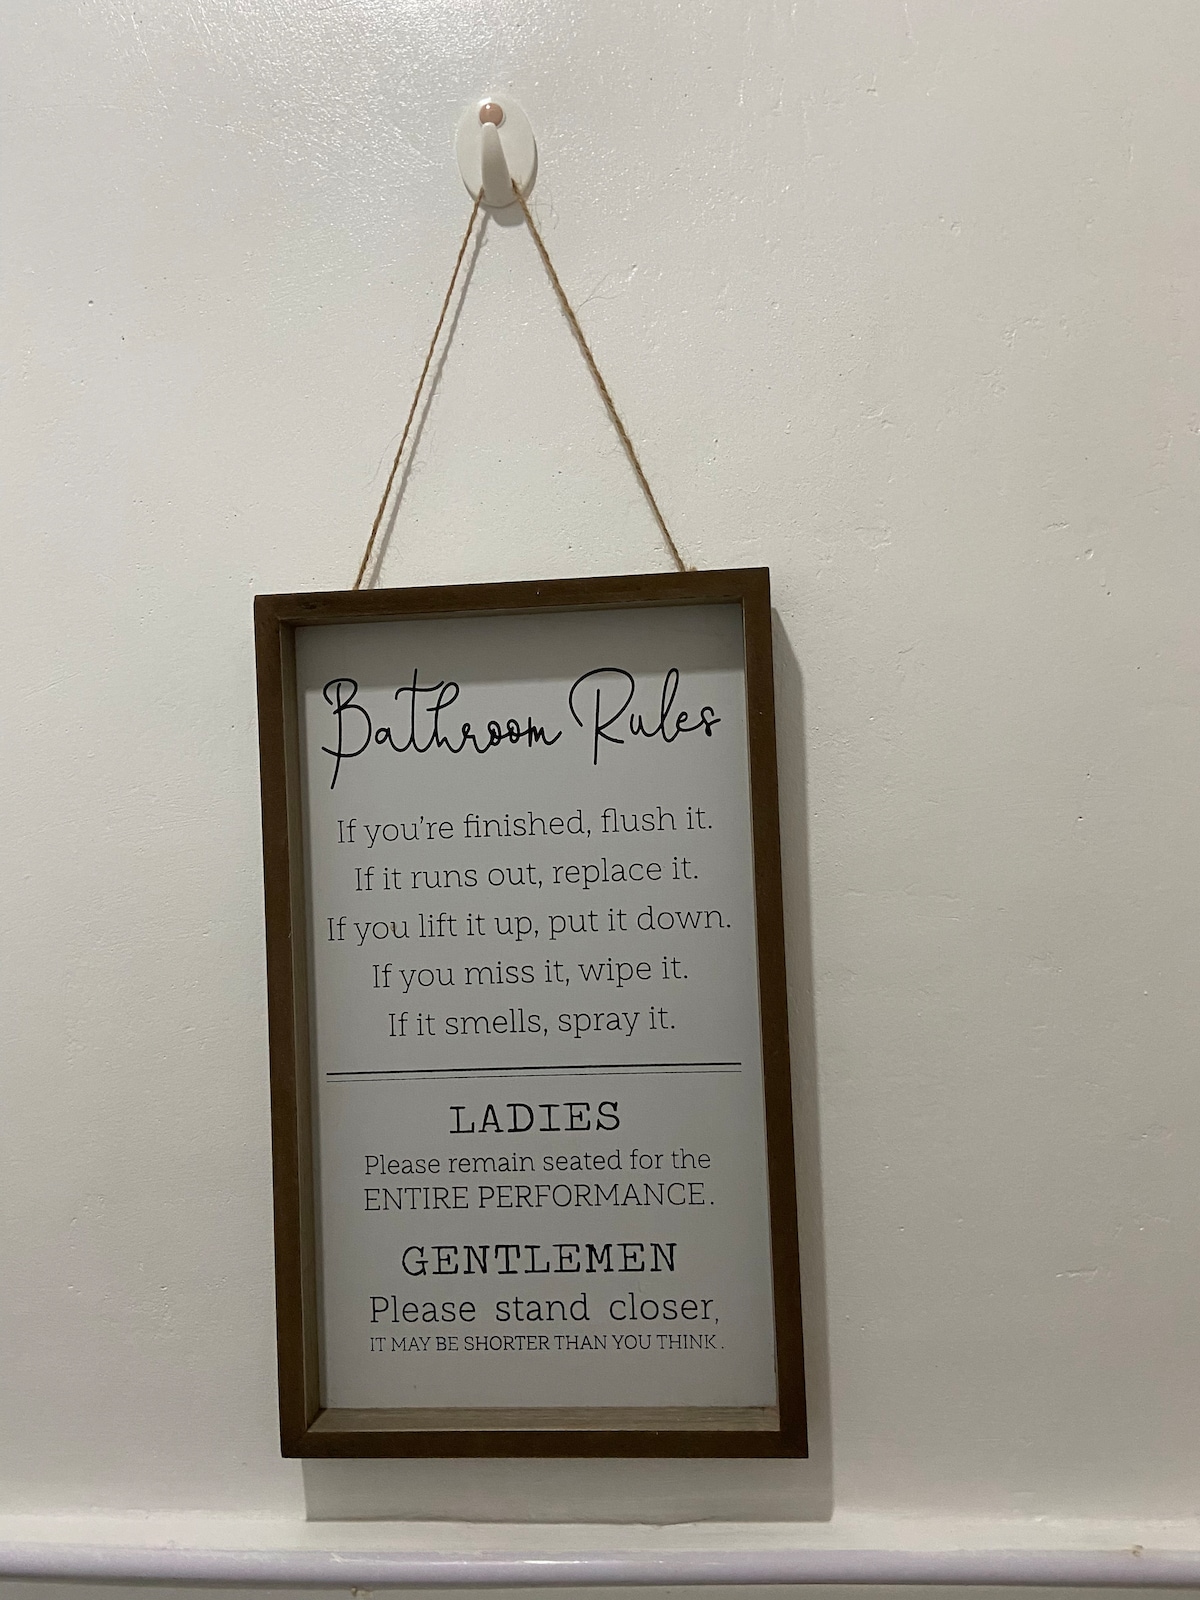 Bathroom Rules
If you're finished, flush it.
If it runs out, replace it.
If you lift it up, put it down.
If you miss it, wipe it.
If it smells, spray it.
LADIES
Please remain seated for the
ENTIRE PERFORMANCE.
GENTLEMEN
Please stand closer,
IT MAY BE SHORTER THAN YOU THINK.